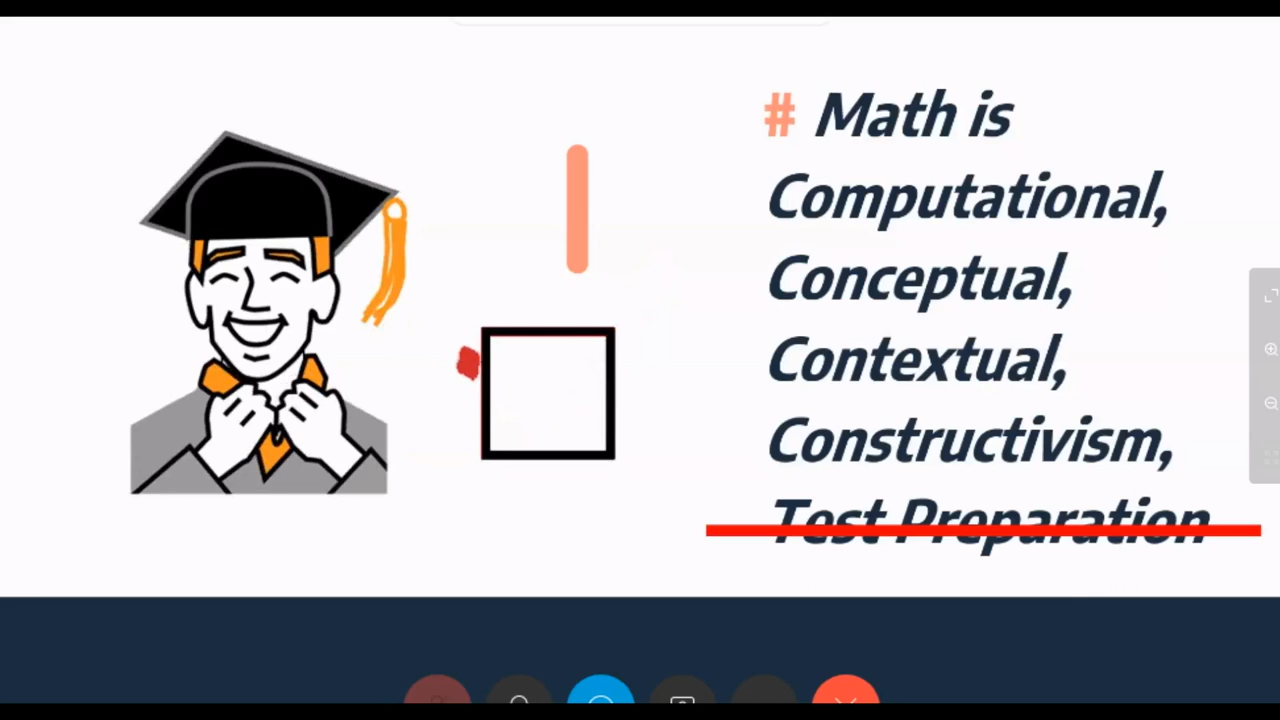 # Math is
Computational,
Conceptual,
Contextual,
Constructivism,
Test Preparation